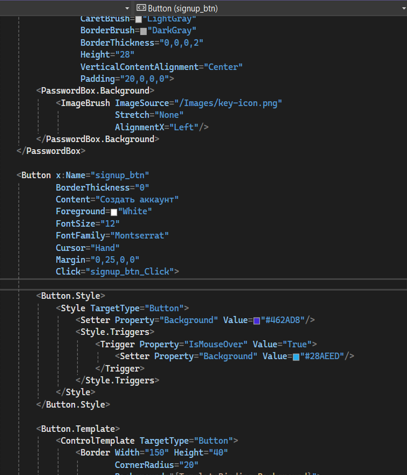 Button (signup_btn)
CaretBrush="LightGray"
BorderBrush="DarkGray"
BorderThickness="0,0,0,2"
Height="28"
VerticalContentAlignment="Center"
Padding="20,0,0,0">
<PasswordBox.Background>
<ImageBrush ImageSource="/Images/key-icon.png"
Stretch="None"
AlignmentX="Left"/>
</PasswordBox.Background>
</PasswordBox>
<Button x:Name="signup_btn"
BorderThickness="0"
Content="Создать аккаунт"
Foreground="White"
FontSize="12"
FontFamily="Montserrat"
Cursor="Hand"
Margin="0,25,0,0"
Click="signup_btn_Click">
<Button.Style>
<Style TargetType="Button">
<Setter Property="Background" Value="#462AD8"/>
<Style.Triggers>
<Trigger Property="IsMouseOver" Value="True">
<Setter Property="Background" Value="#28AEED"/>
</Trigger>
</Style.Triggers>
</Style>
</Button.Style>
<Button.Template>
<ControlTemplate TargetType="Button">
<Border Width="150" Height="40"
CornerRadius="20"